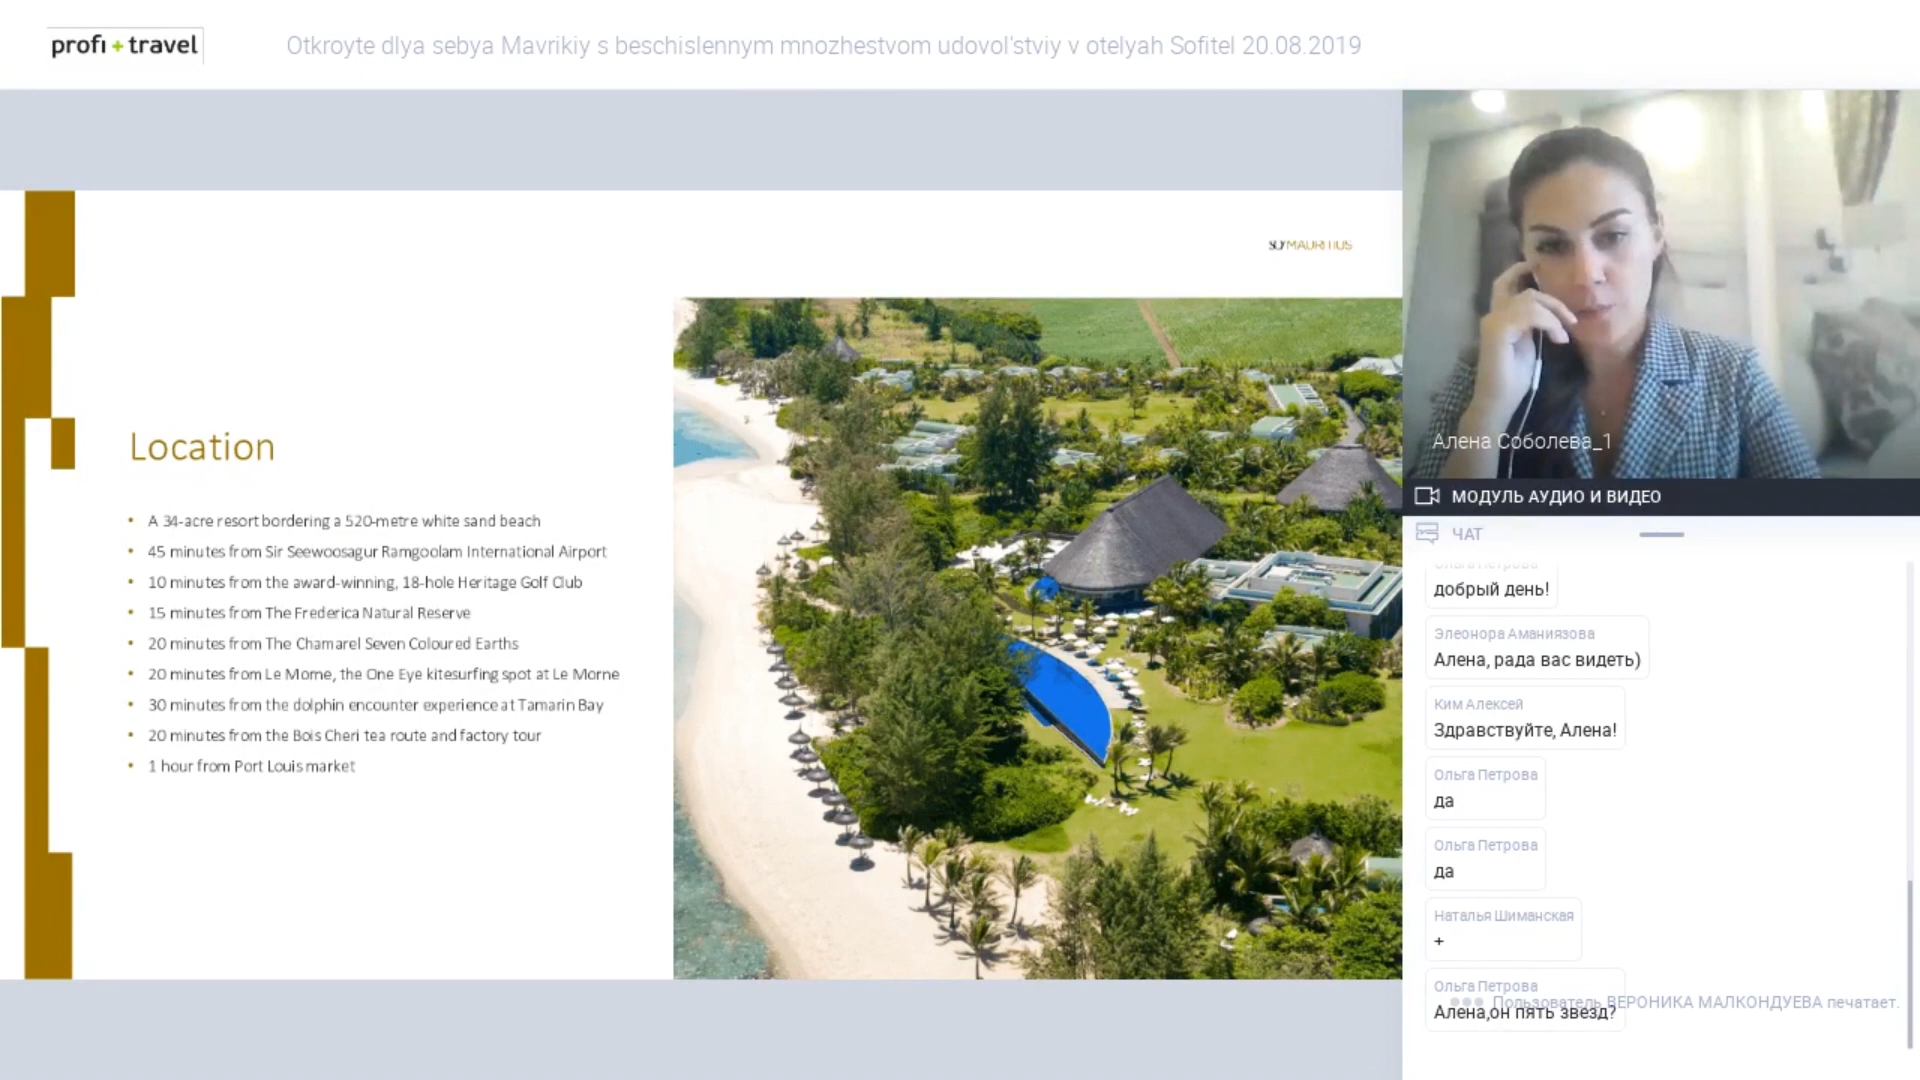 profi + travel
Otkroyte dlya sebya Mavrikiy s beschislennym mnozhestvom udovol'stviy v otelyah Sofitel 20.08.2019
SO/ MAURITIUS
Location
• A 34-acre resort bordering a 520-metre white sand beach
• 45 minutes from Sir Seewoosagur Ramgoolam International Airport
• 10 minutes from the award-winning, 18-hole Heritage Golf Club
• 15 minutes from The Frederica Natural Reserve
• 20 minutes from The Chamarel Seven Coloured Earths
• 20 minutes from Le Morne, the One Eye kitesurfing spot at Le Morne
• 30 minutes from the dolphin encounter experience at Tamarin Bay
• 20 minutes from the Bois Cheri tea route and factory tour
• 1 hour from Port Louis market
Алена Соболева_1
МОДУЛЬ АУДИО И ВИДЕО
ЧАТ
Ольга Петрова
добрый день!
Элеонора Аманиязова
Алена, рада вас видеть)
Ким Алексей
Здравствуйте, Алена!
Ольга Петрова
да
Ольга Петрова
да
Наталья Шиманская
+
Ольга Петрова
Алена,он пять звезд?
Пользователь ВЕРОНИКА МАЛКОНДУЕВА печатает.